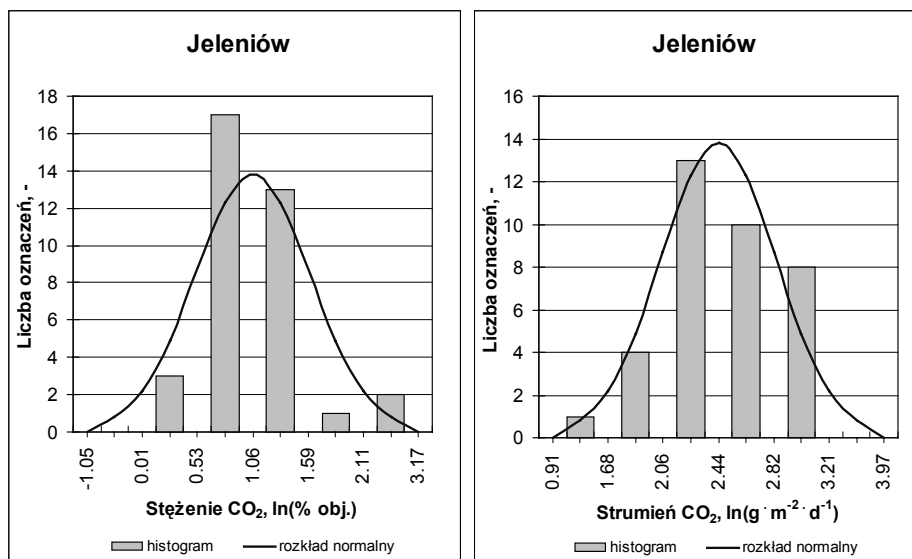 Jeleniów
18
16
14
12
10
8
6
4
2
0
Liczba oznaczeń, -
-1.05 0.01 0.53 1.06 1.59 2.11 3.17
Stężenie CO₂, ln(% obj.)
histogram rozkład normalny
Jeleniów
16
14
12
10
8
6
4
2
0
Liczba oznaczeń, -
0.91 1.68 2.06 2.44 2.82 3.21 3.97
Strumień CO₂, ln(g · m⁻² · d⁻¹)
histogram rozkład normalny